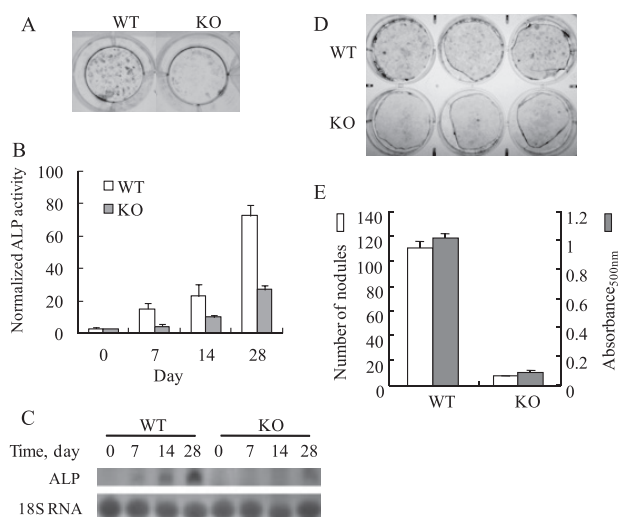 A
WT KO
B
Normalized ALP activity
100
80
60
40
20
0
WT
KO
0 7 14 28
Day
C
WT KO
Time, day 0 7 14 28 0 7 14 28
ALP
18S RNA
D
WT
KO
E
Number of nodules
140
120
100
80
60
40
20
0
1.2
1
0.8
0.6
0.4
0.2
0
Absorbance500nm
WT KO